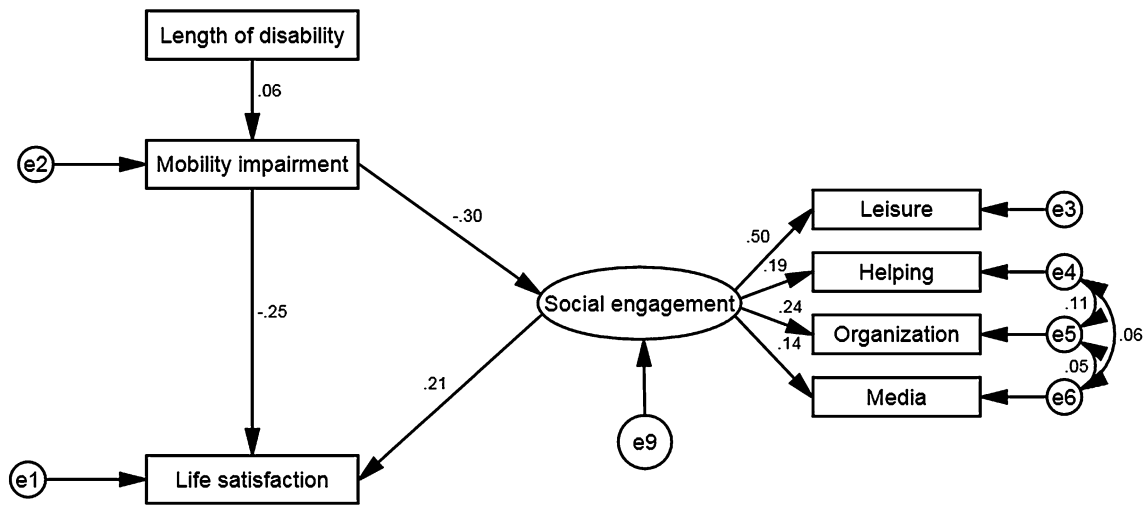 Length of disability
.06
e2
Mobility impairment
-.30
-.25
Leisure
e3
.50
.19
Helping
e4
.11
Social engagement
.24
Organization
e5
.06
.14
.05
Media
e6
.21
e9
e1
Life satisfaction